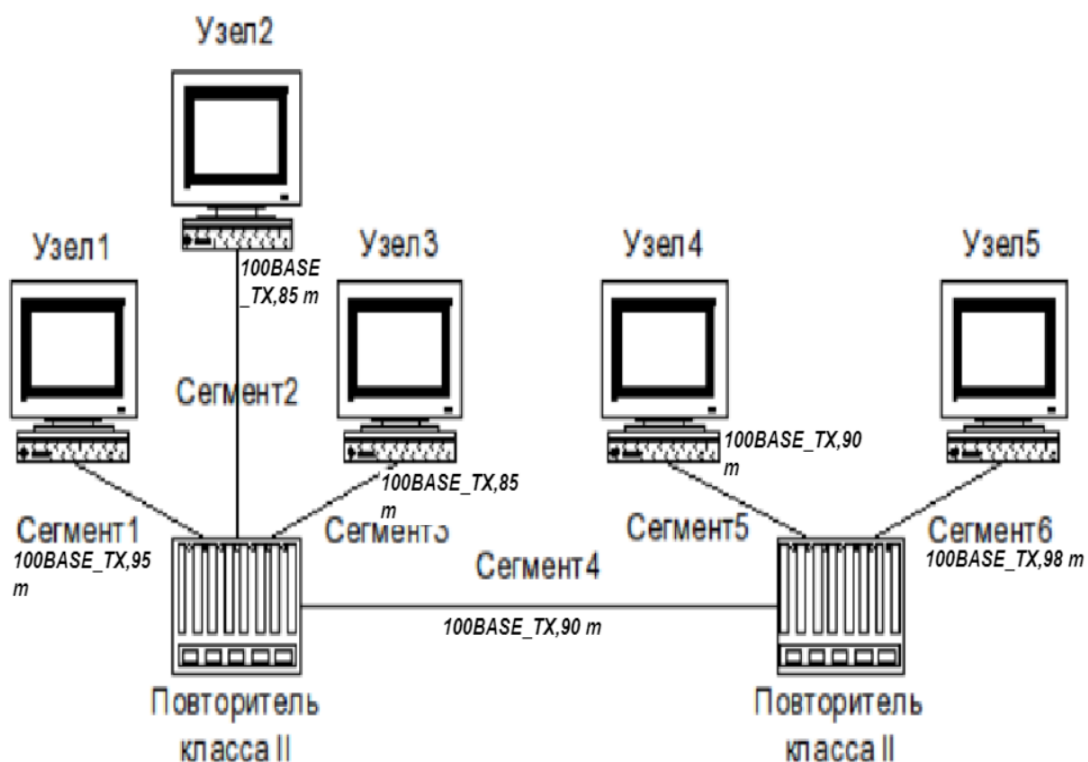 Узел2
Узел1
100BASE
_TX,85 m
Узел3
Узел4
Узел5
Сегмент2
100BASE_TX,90
m
100BASE_TX,85
m
Сегмент1
100BASE_TX,95
m
Сегмент3
Сегмент5
Сегмент6
100BASE_TX,98 m
Сегмент4
100BASE_TX,90 m
Повторитель
класса II
Повторитель
класса II